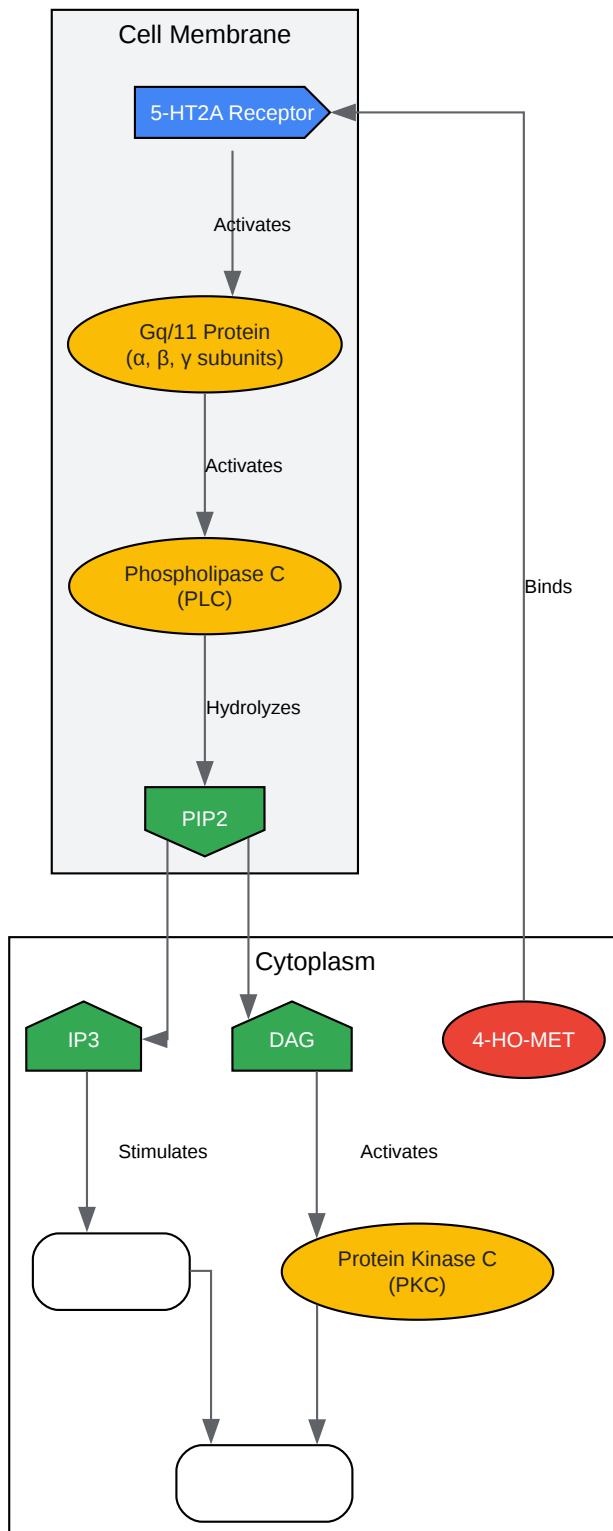 Cell Membrane
5-HT2A Receptor
Activates
Gq/11 Protein
(α, β, γ subunits)
Activates
Phospholipase C
(PLC)
Binds
Hydrolyzes
PIP2
Cytoplasm
IP3
DAG
4-HO-MET
Stimulates
Activates
Protein Kinase C
(PKC)